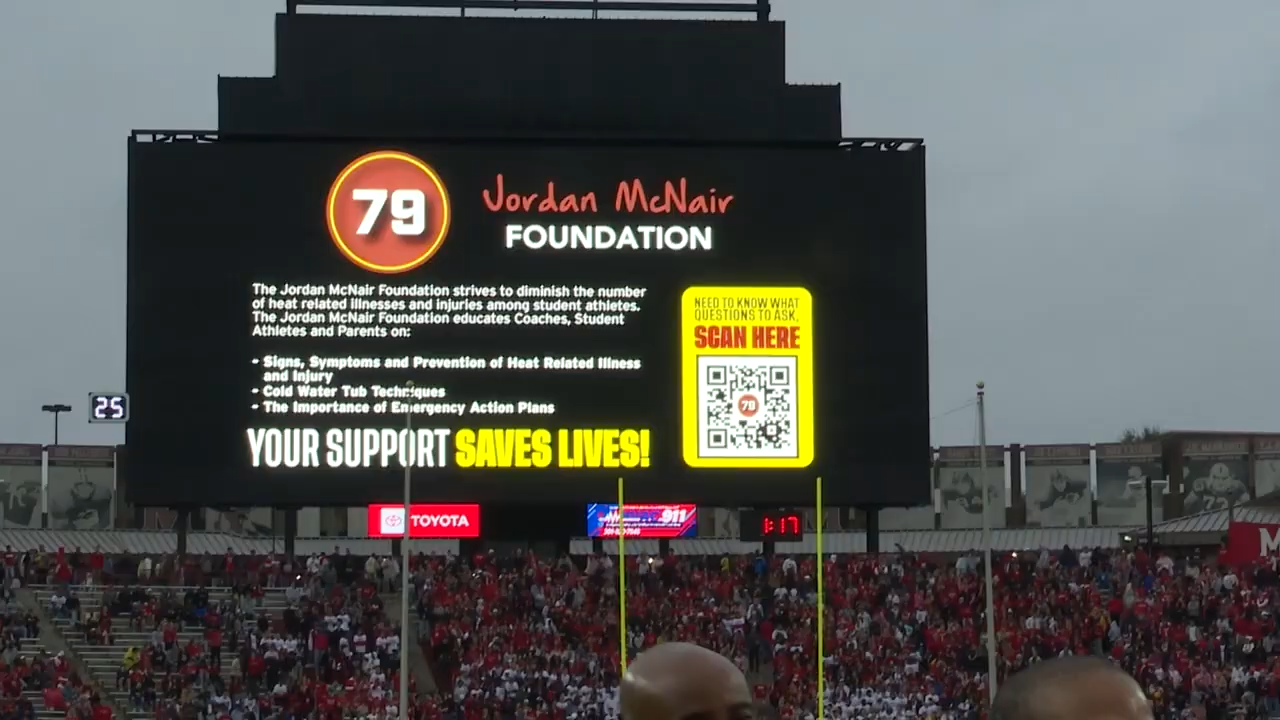 79
Jordan McNair
FOUNDATION
The Jordan McNair Foundation strives to diminish the number
of heat related illnesses and injuries among student athletes.
The Jordan McNair Foundation educates Coaches, Student
Athletes and Parents on:
- Signs, Symptoms and Prevention of Heat Related Illness
and Injury
- Cold Water Tub Techniques
- The Importance of Emergency Action Plans
YOUR SUPPORT SAVES LIVES!
NEED TO KNOW WHAT
QUESTIONS TO ASK,
SCAN HERE
79
25
TOYOTA
911
1:17
M